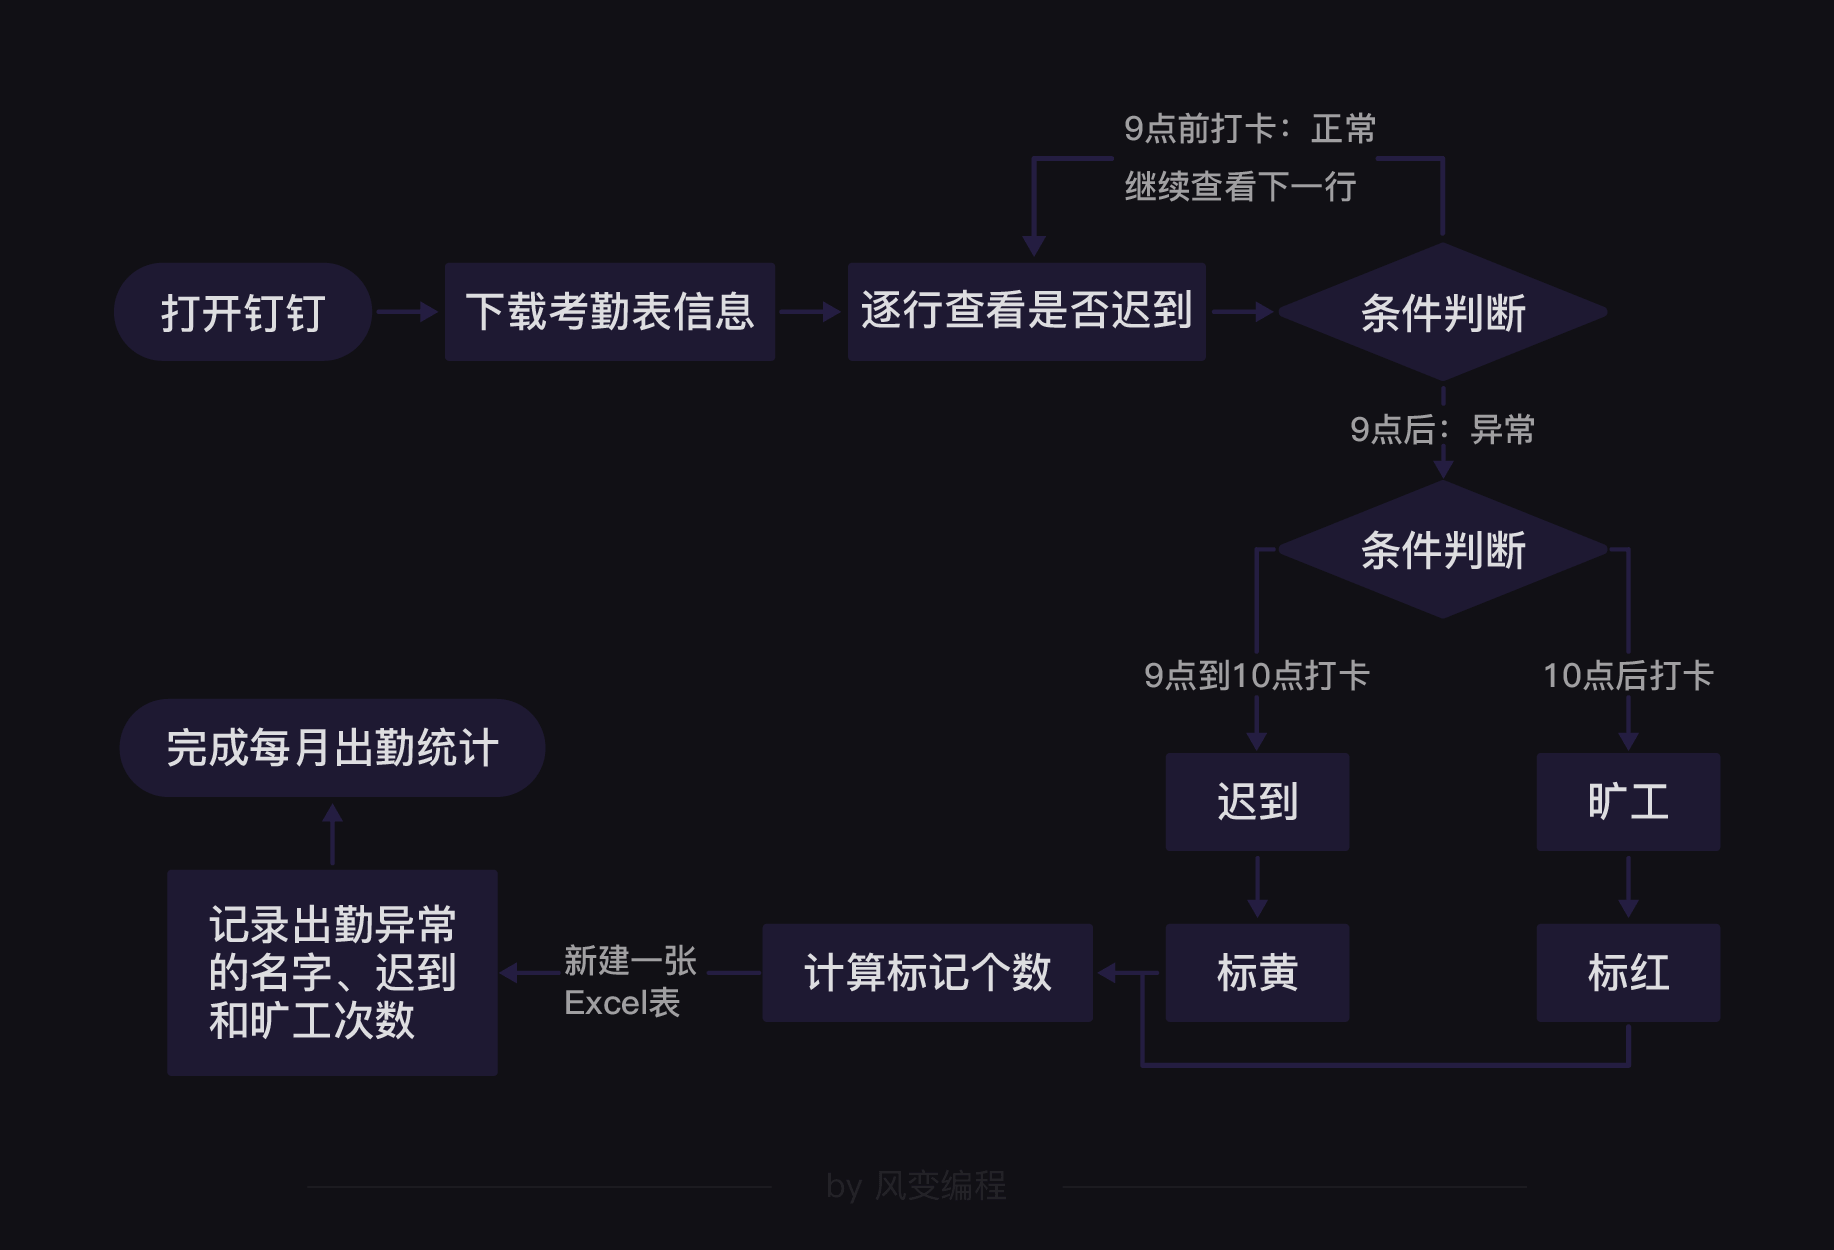 9点前打卡：正常
继续查看下一行
打开钉钉
下载考勤表信息
逐行查看是否迟到
条件判断
9点后：异常
条件判断
9点到10点打卡
10点后打卡
迟到
旷工
标黄
标红
计算标记个数
新建一张
Excel表
记录出勤异常
的名字、迟到
和旷工次数
完成每月出勤统计
by 风变编程